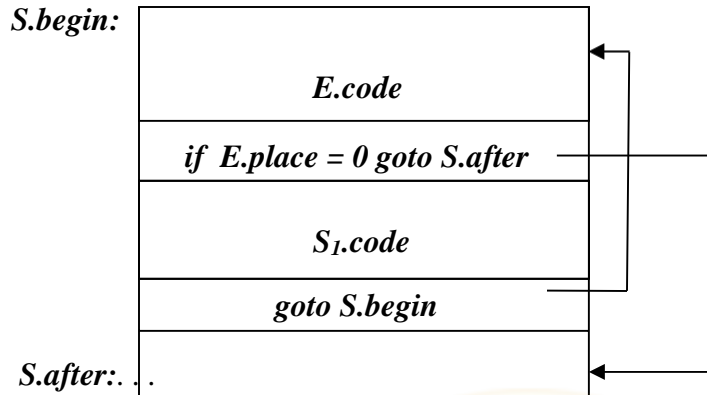 S.begin:
E.code
if E.place = 0 goto S.after
S₁.code
goto S.begin
S.after:. . .